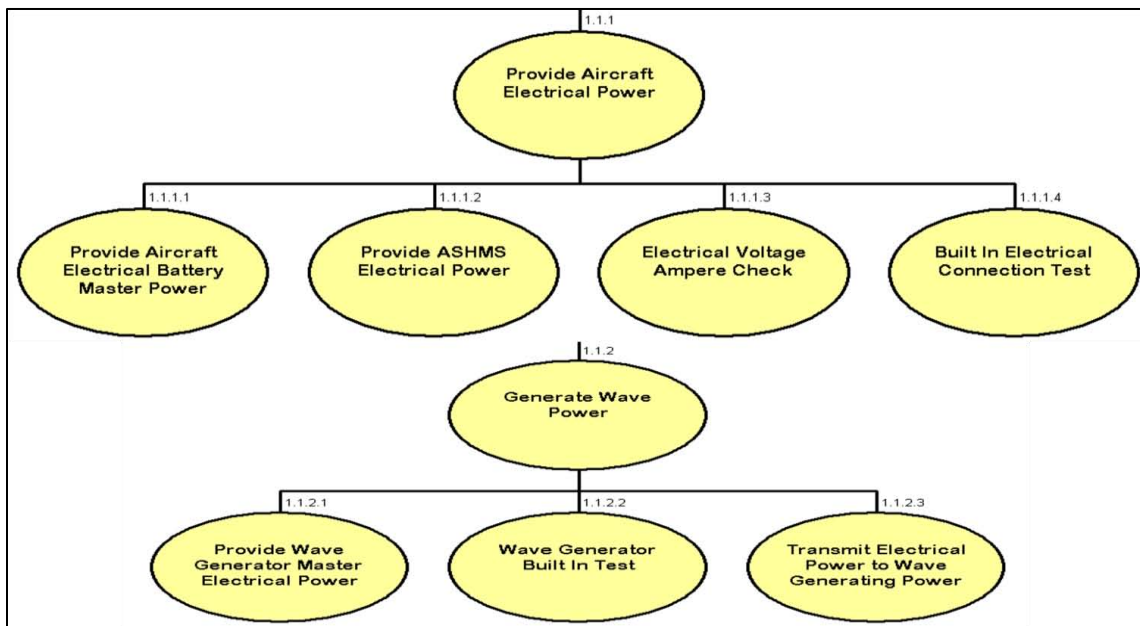 1.1.1
Provide Aircraft
Electrical Power
1.1.1.1
Provide Aircraft
Electrical Battery
Master Power
1.1.1.2
Provide ASHMS
Electrical Power
1.1.1.3
Electrical Voltage
Ampere Check
1.1.1.4
Built In Electrical
Connection Test
1.1.2
Generate Wave
Power
1.1.2.1
Provide Wave
Generator Master
Electrical Power
1.1.2.2
Wave Generator
Built In Test
1.1.2.3
Transmit Electrical
Power to Wave
Generating Power